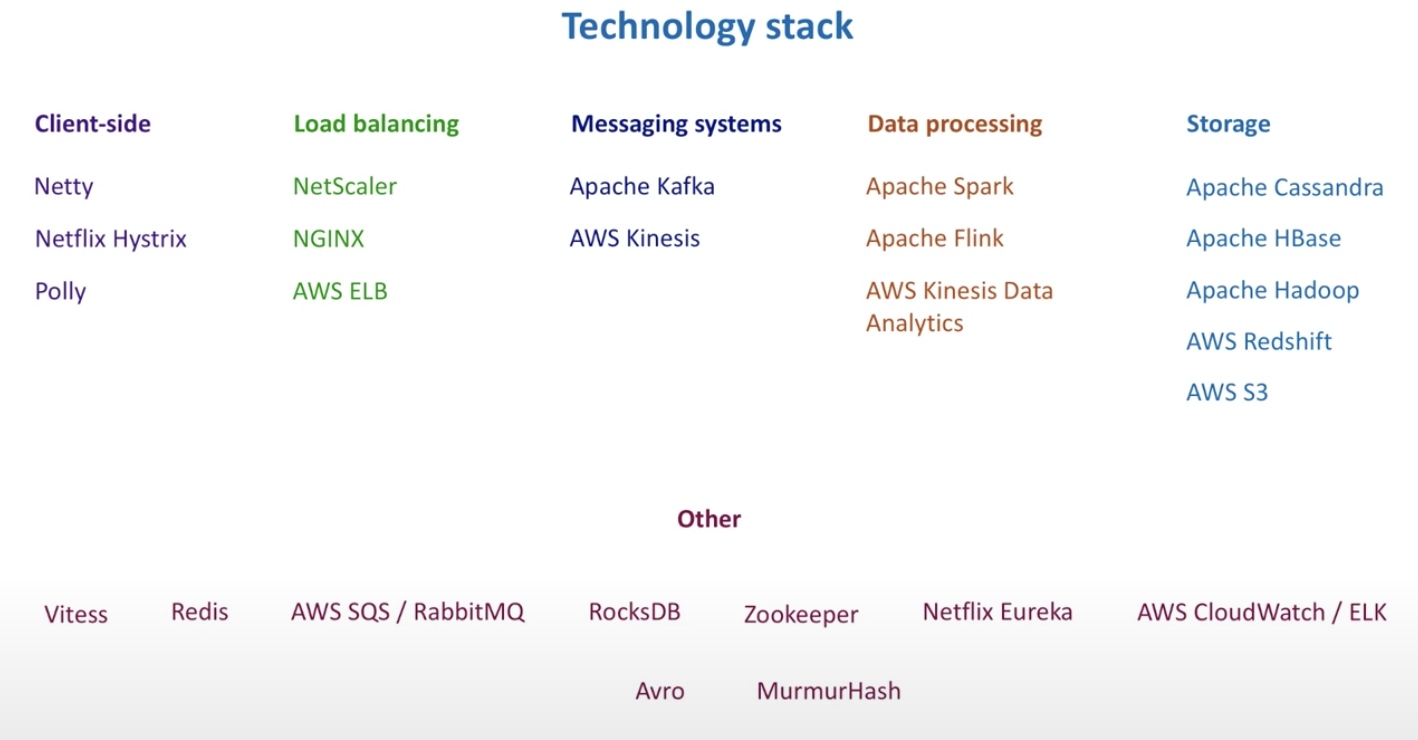 Technology stack
Client-side
Netty
Netflix Hystrix
Polly
Load balancing
NetScaler
NGINX
AWS ELB
Messaging systems
Apache Kafka
AWS Kinesis
Data processing
Apache Spark
Apache Flink
AWS Kinesis Data
Analytics
Storage
Apache Cassandra
Apache HBase
Apache Hadoop
AWS Redshift
AWS S3
Other
Vitess
Redis
AWS SQS / RabbitMQ
RocksDB
Zookeeper
Netflix Eureka
AWS CloudWatch / ELK
Avro
MurmurHash